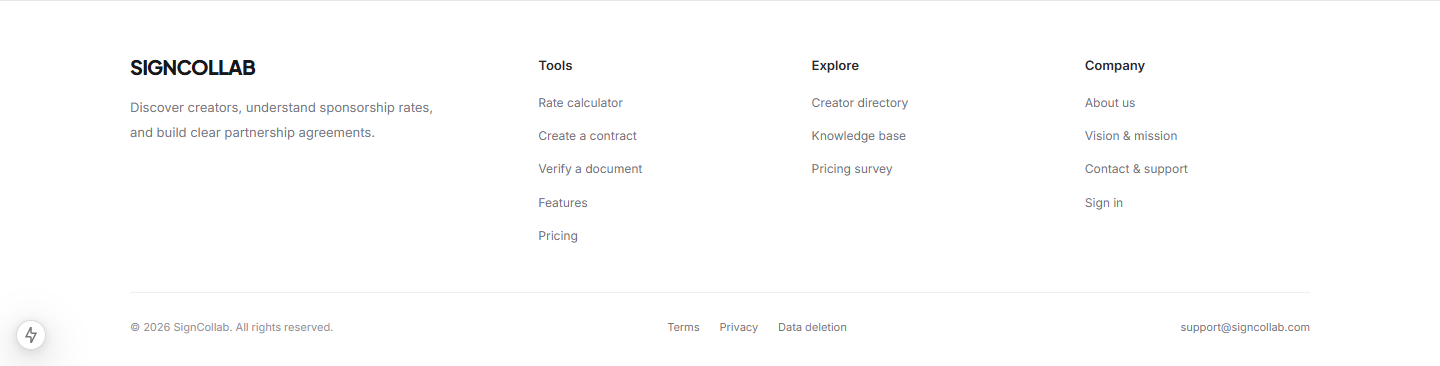 SIGNCOLLAB
Discover creators, understand sponsorship rates,
and build clear partnership agreements.
Tools
Rate calculator
Create a contract
Verify a document
Features
Pricing
Explore
Creator directory
Knowledge base
Pricing survey
Company
About us
Vision & mission
Contact & support
Sign in
© 2026 SignCollab. All rights reserved.
Terms Privacy Data deletion
support@signcollab.com